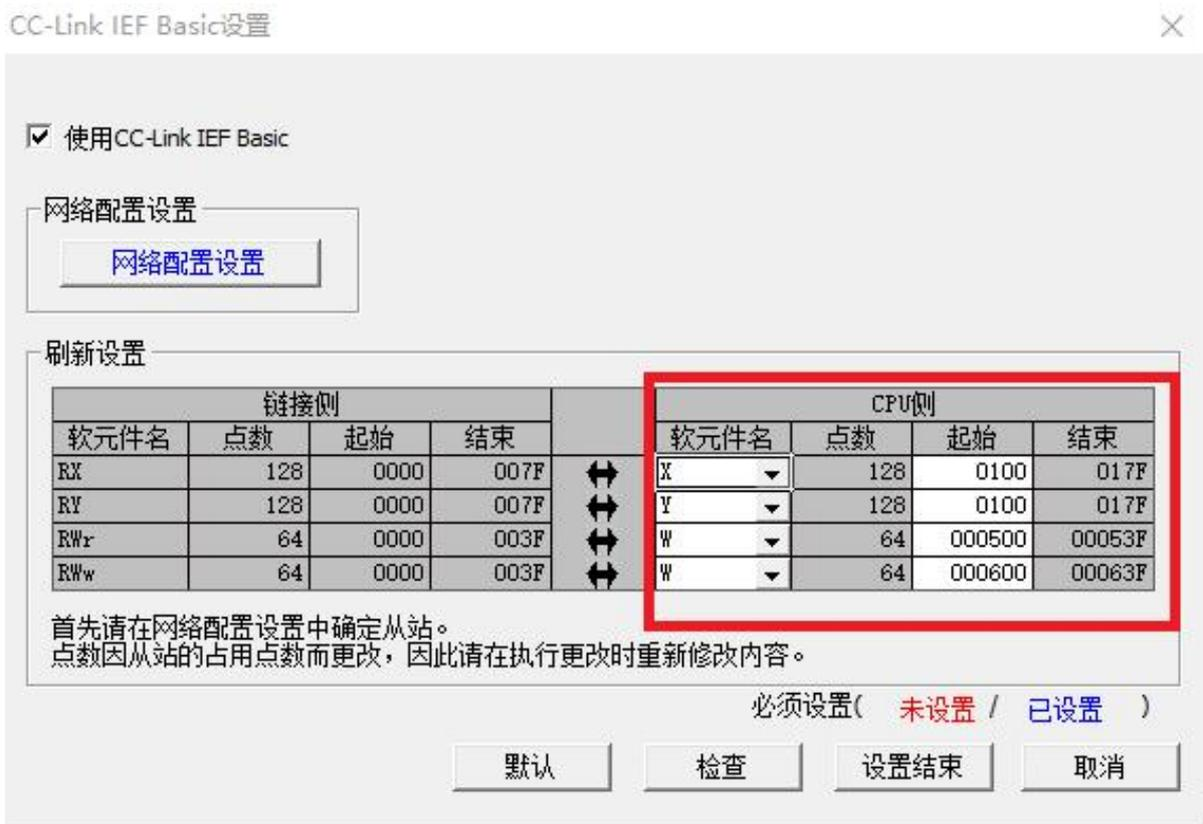 CC-Link IEF Basic设置
使用CC-Link IEF Basic
网络配置设置
网络配置设置
刷新设置
链接侧 CPU侧
软元件名 点数 起始 结束 软元件名 点数 起始 结束
RX 128 0000 007F X 128 0100 017F
RY 128 0000 007F Y 128 0100 017F
RWr 64 0000 003F W 64 000500 00053F
RWw 64 0000 003F W 64 000600 00063F
首先请在网络配置设置中确定从站。
点数因从站的占用点数而更改，因此请在执行更改时重新修改内容。
必须设置( 未设置 / 已设置 )
默认 检查 设置结束 取消